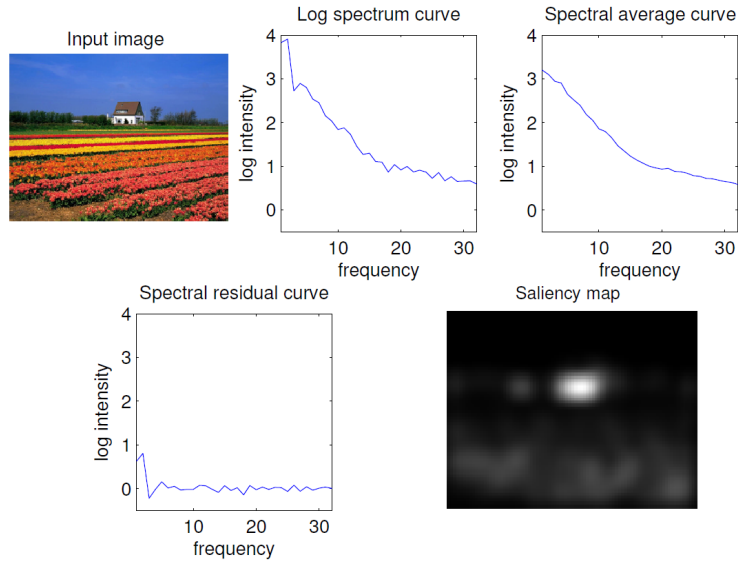 Input image
Log spectrum curve
4
3
2
1
0
log intensity
10
20
30
frequency
Spectral average curve
4
3
2
1
0
log intensity
10
20
30
frequency
Spectral residual curve
4
3
2
1
0
log intensity
10
20
30
frequency
Saliency map